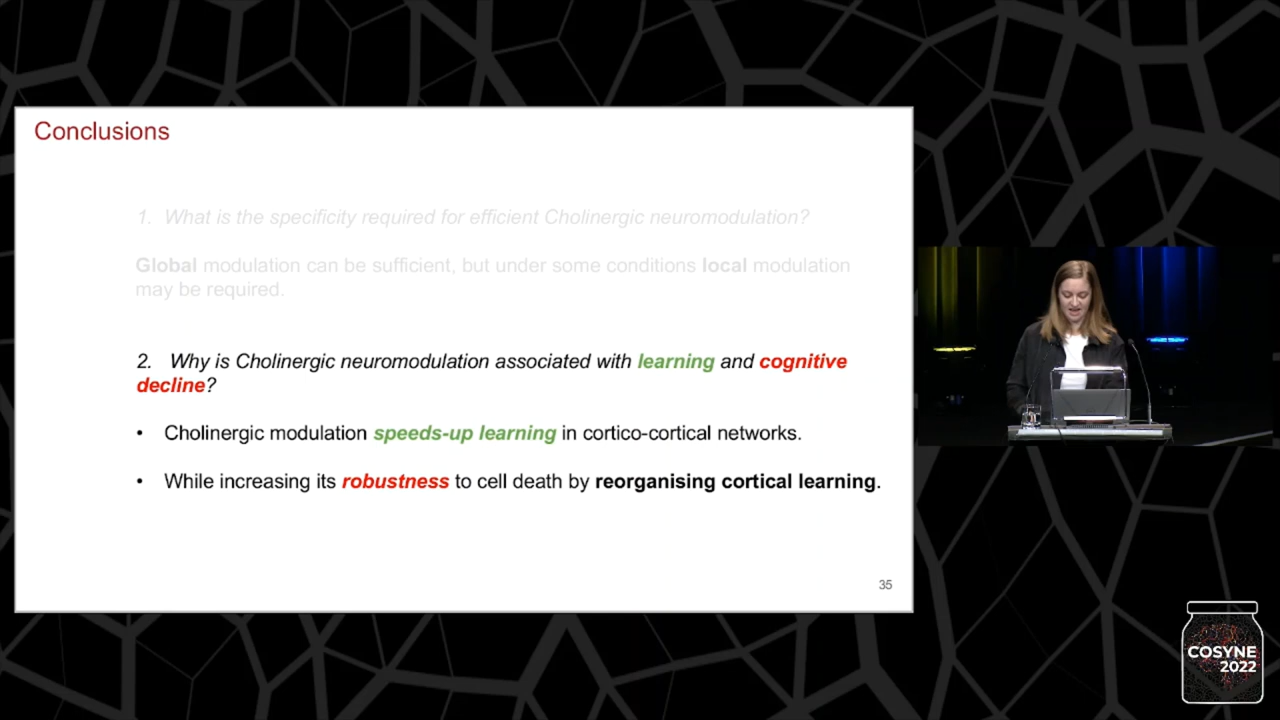 Conclusions
1. What is the specificity required for efficient Cholinergic neuromodulation?
Global modulation can be sufficient, but under some conditions local modulation
may be required.
2. Why is Cholinergic neuromodulation associated with learning and cognitive
decline?
• Cholinergic modulation speeds-up learning in cortico-cortical networks.
• While increasing its robustness to cell death by reorganising cortical learning.
35
COSYNE
2022